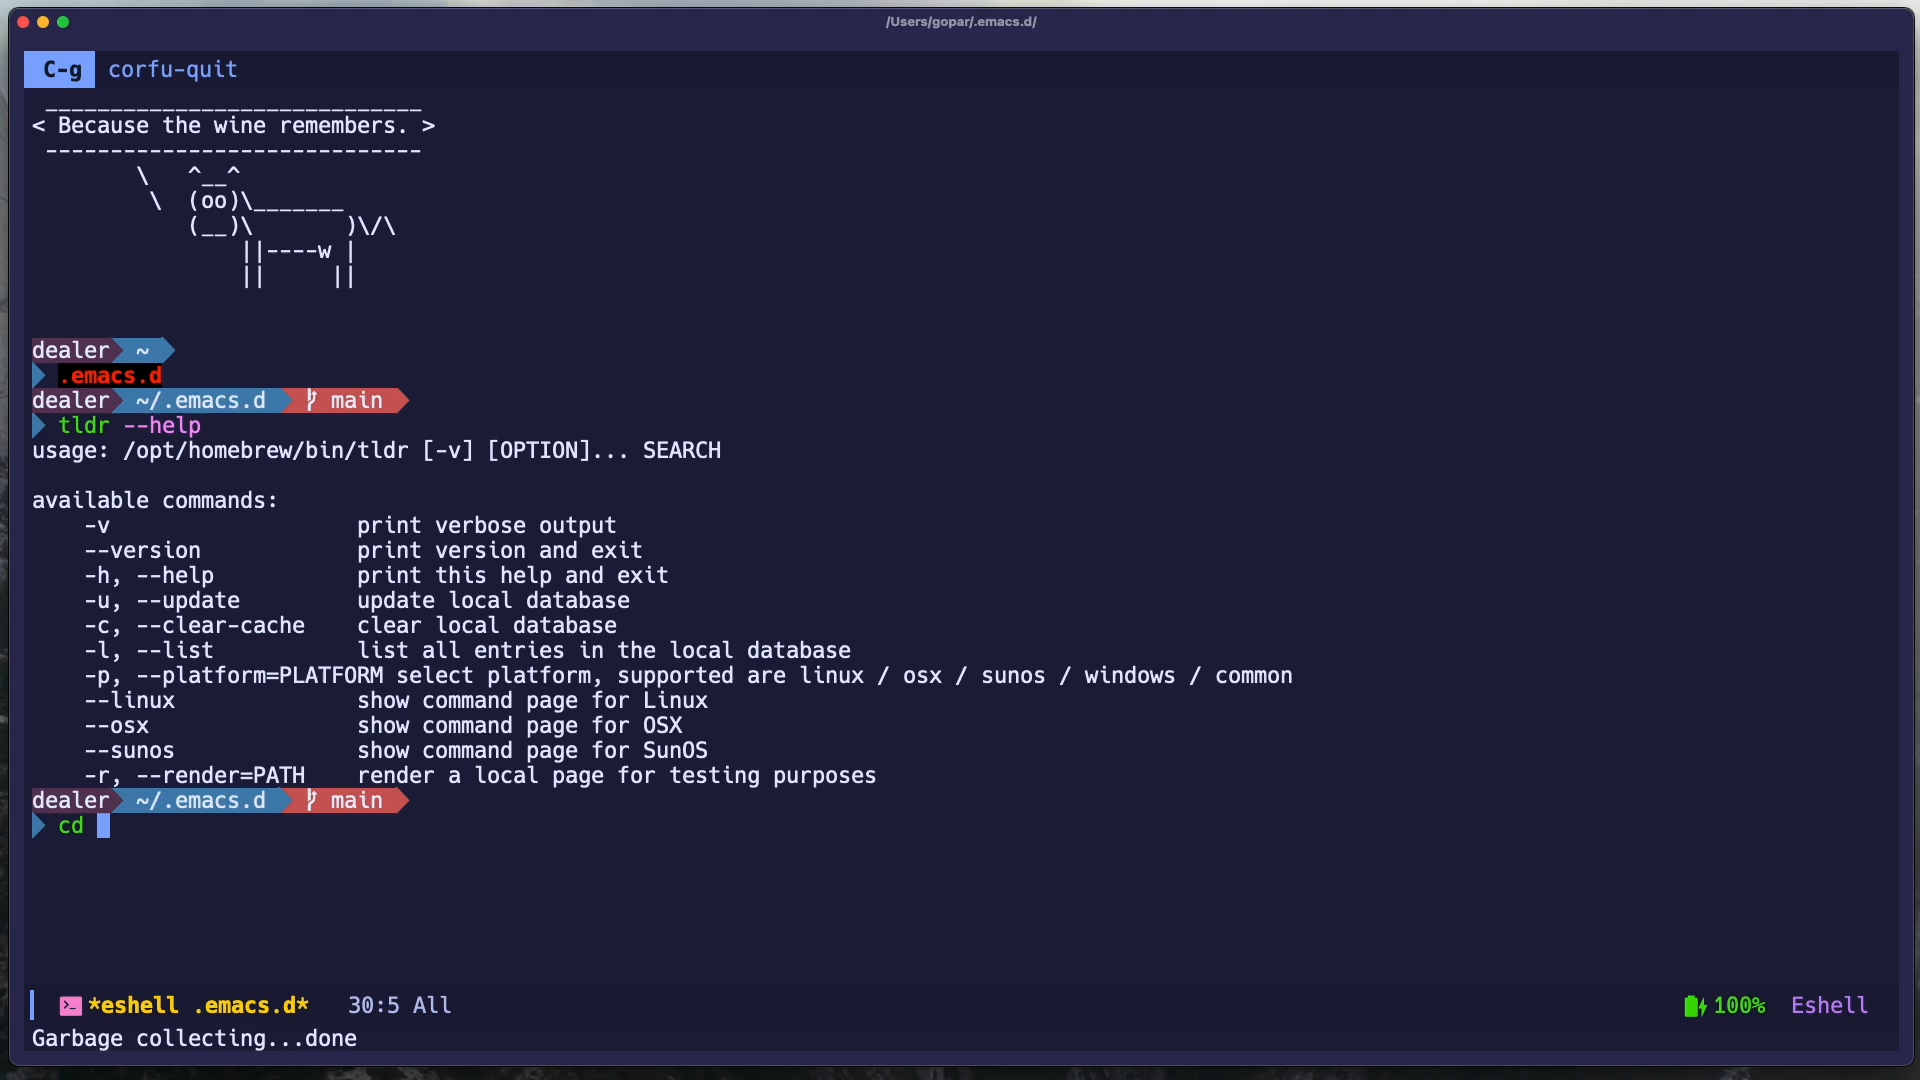 /Users/gopar/.emacs.d/
C-g corfu-quit
 _____________________________
< Because the wine remembers. >
 -----------------------------
        \   ^__^
         \  (oo)\_______
            (__)\       )\/\
                ||----w |
                ||     ||
dealer ~
.emacs.d
dealer ~/.emacs.d main
tldr --help
usage: /opt/homebrew/bin/tldr [-v] [OPTION]... SEARCH
available commands:
    -v                   print verbose output
    --version            print version and exit
    -h, --help           print this help and exit
    -u, --update         update local database
    -c, --clear-cache    clear local database
    -l, --list           list all entries in the local database
    -p, --platform=PLATFORM select platform, supported are linux / osx / sunos / windows / common
    --linux              show command page for Linux
    --osx                show command page for OSX
    --sunos              show command page for SunOS
    -r, --render=PATH    render a local page for testing purposes
dealer ~/.emacs.d main
cd
*eshell .emacs.d* 30:5 All 100% Eshell
Garbage collecting...done